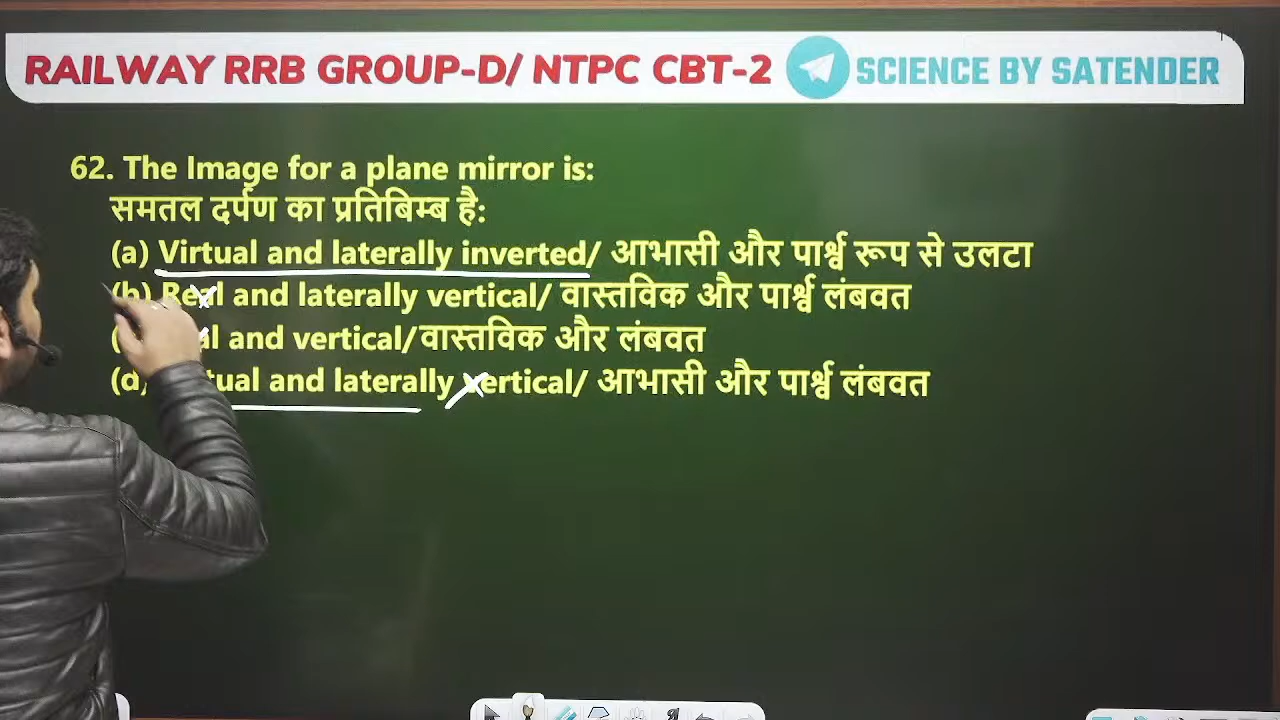 RAILWAY RRB GROUP-D/ NTPC CBT-2 SCIENCE BY SATENDER
62. The Image for a plane mirror is:
समतल दर्पण का प्रतिबिम्ब है:
(a) Virtual and laterally inverted/ आभासी और पार्श्व रूप से उलटा
(b) Real and laterally vertical/ वास्तविक और पार्श्व लंबवत
and vertical/वास्तविक और लंबवत
(d) and laterally vertical/ आभासी और पार्श्व लंबवत